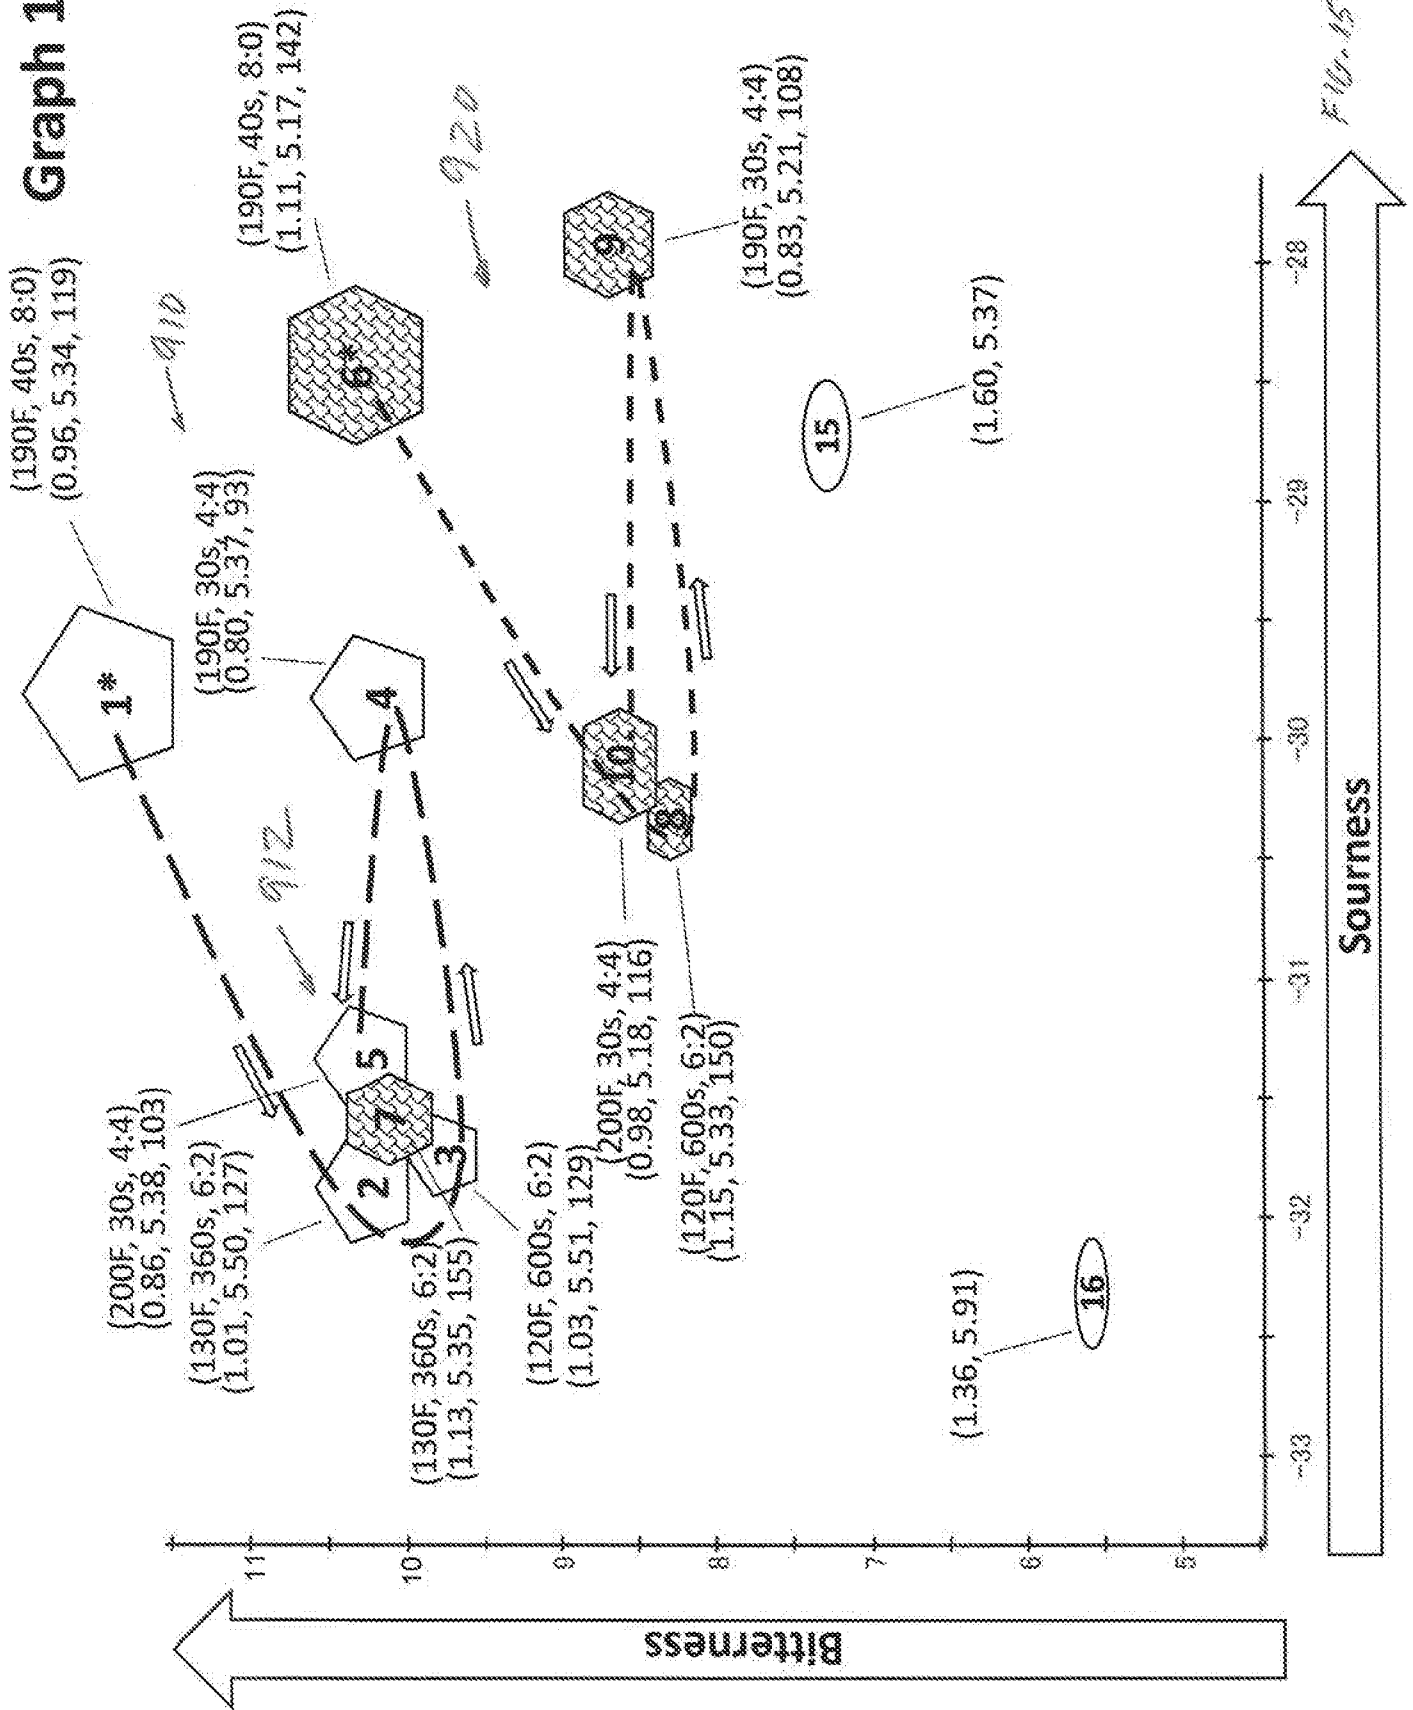 Graph 1
(190F, 40s, 8:0)
(0.96, 5.34, 119)
910
(190F, 40s, 8:0)
(1.11, 5.17, 142)
920
1*
(190F, 30s, 4:4)
(0.80, 5.37, 93)
6*
9
(190F, 30s, 4:4)
(0.83, 5.21, 108)
4
912
15
(1.60, 5.37)
10
8
5
7
2
3
(200F, 30s, 4:4)
(0.86, 5.38, 103)
(130F, 360s, 6:2)
(1.01, 5.50, 127)
(130F, 360s, 6:2)
(1.13, 5.35, 155)
(120F, 600s, 6:2)
(1.03, 5.51, 129)
(200F, 30s, 4:4)
(0.98, 5.18, 116)
(120F, 600s, 6:2)
(1.15, 5.33, 150)
16
(1.36, 5.91)
11
10
9
8
7
6
5
Bitterness
-33
-32
-31
-30
-29
-28
Sourness
FIG. 15